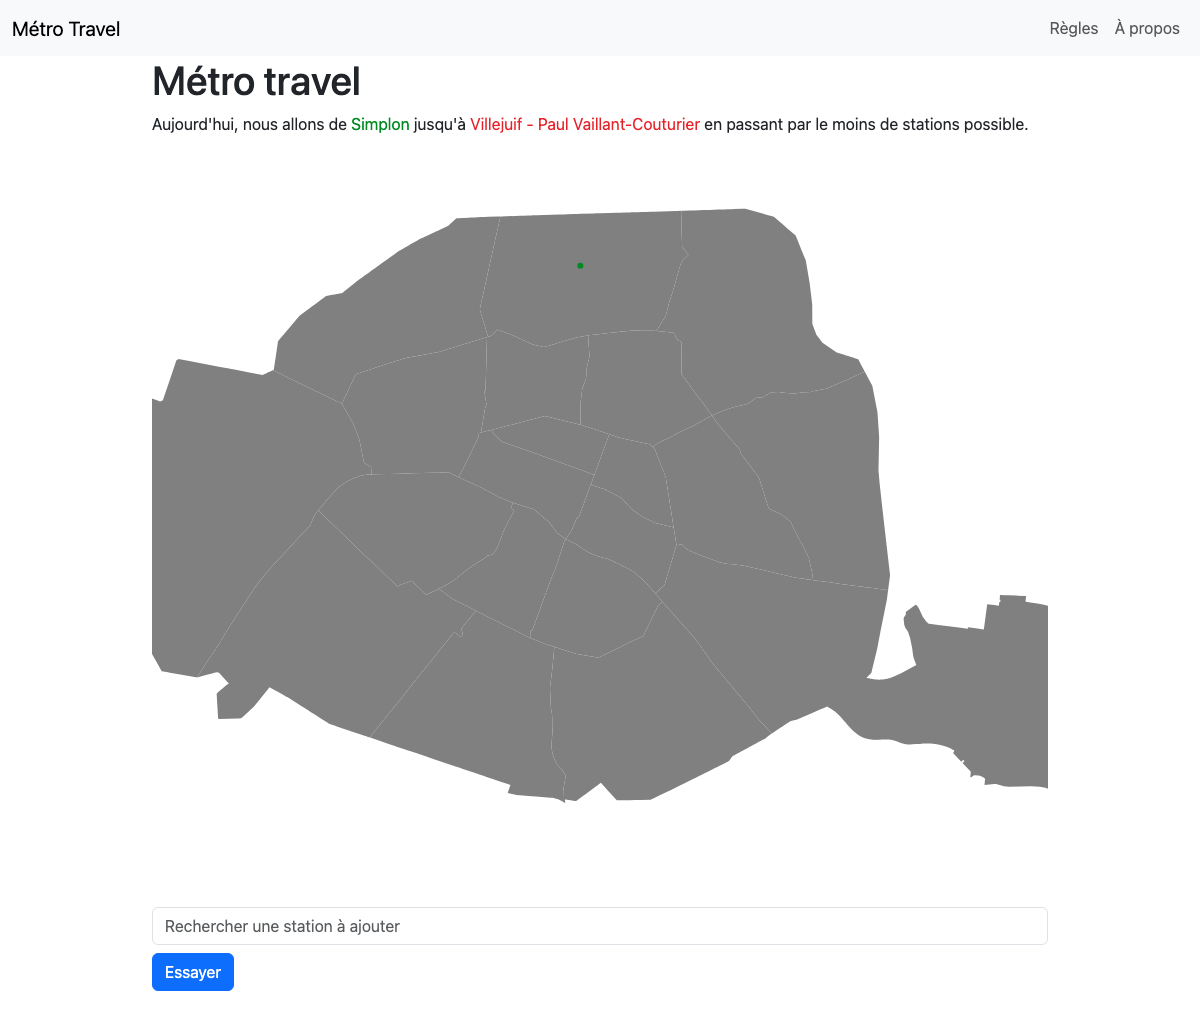 Métro Travel
Règles
À propos
Métro travel
Aujourd'hui, nous allons de Simplon jusqu'à Villejuif - Paul Vaillant-Couturier en passant par le moins de stations possible.
Rechercher une station à ajouter
Essayer